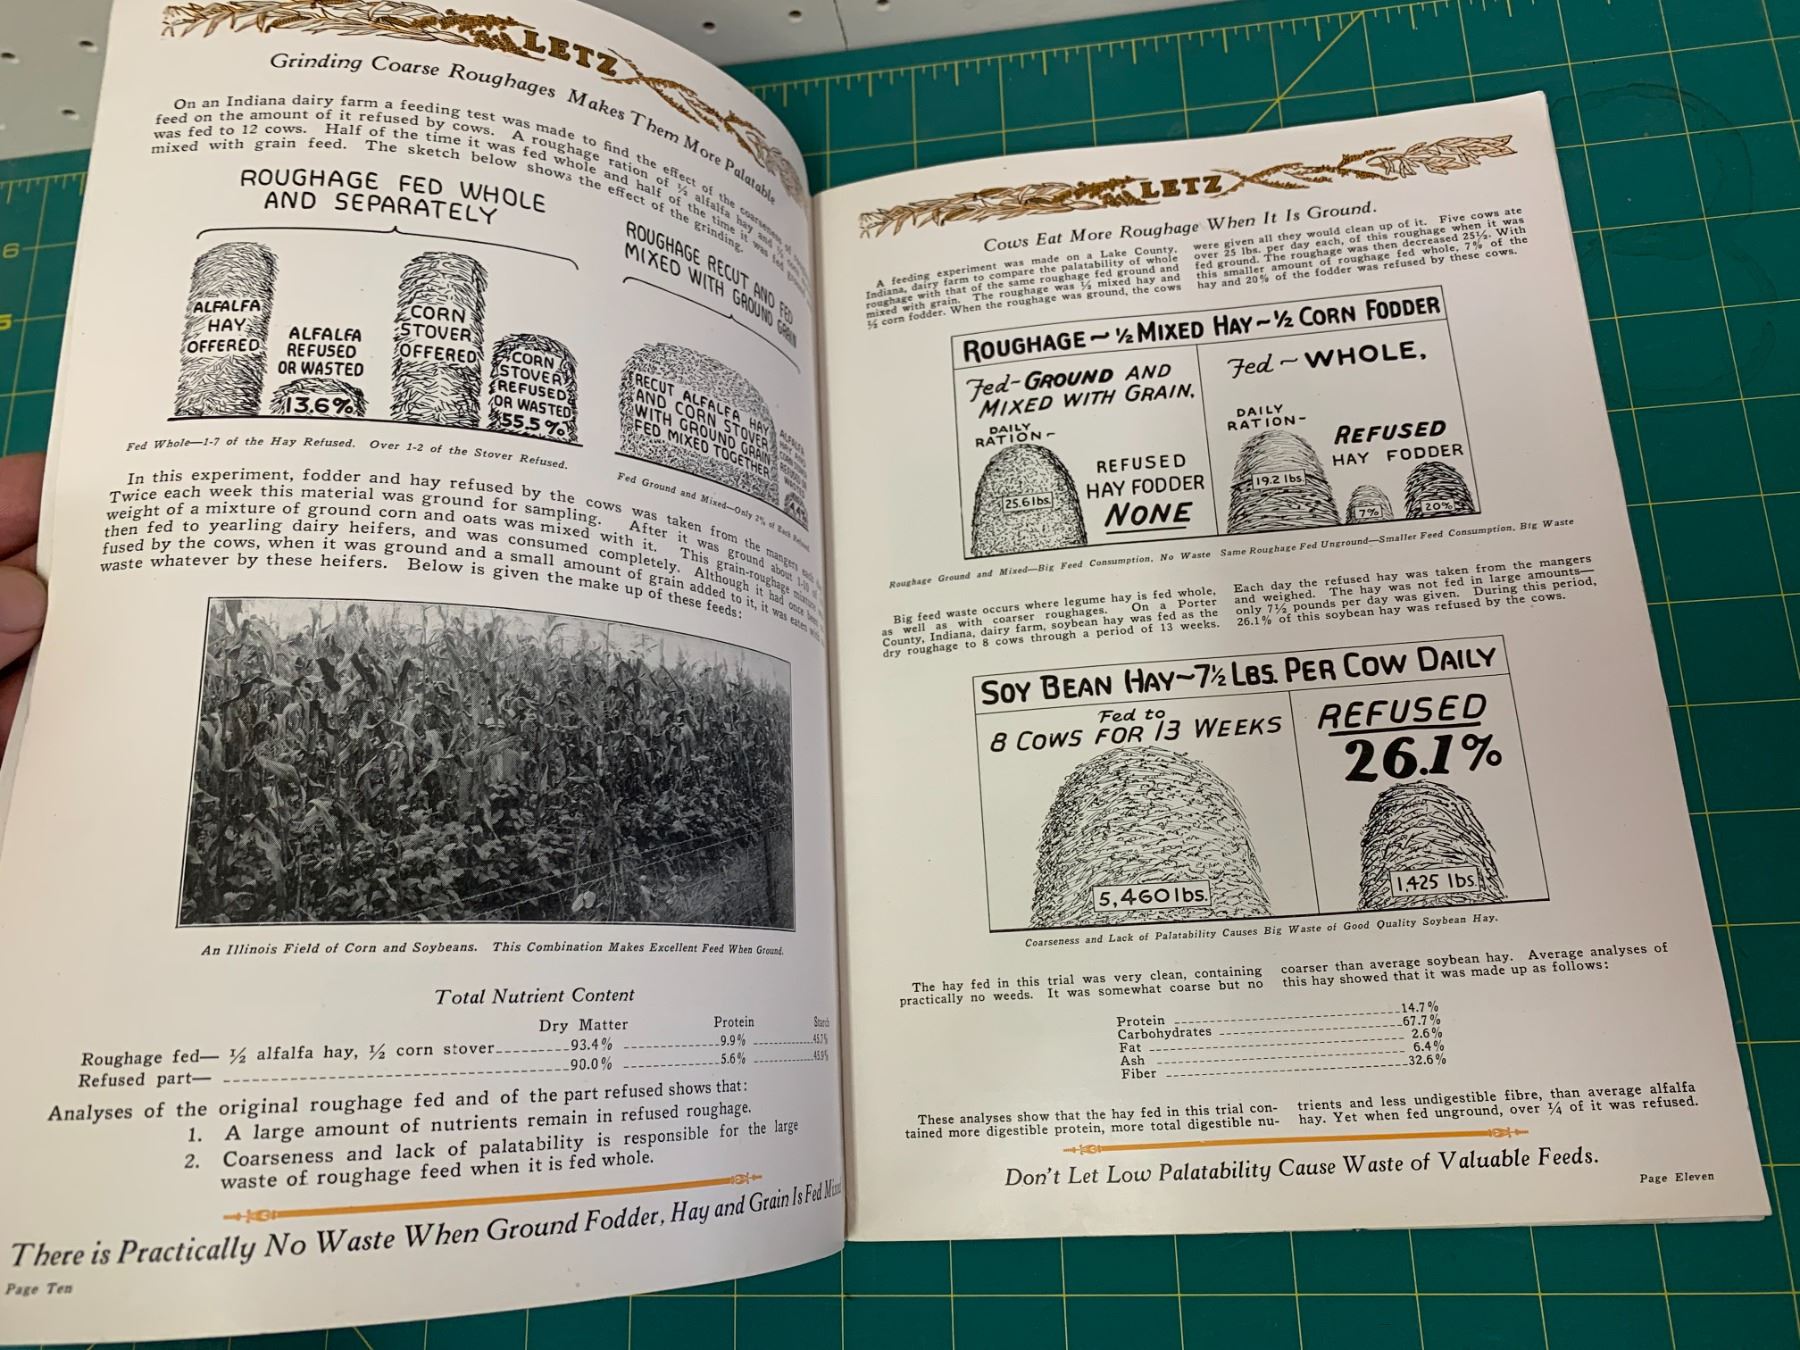 LETZ
Grinding Coarse Roughages Makes Them More Palatable
On an Indiana dairy farm a feeding test was made to find the effect of the coarseness of
feed on the amount of it refused by cows. A roughage ration of ½ alfalfa hay and ½
was fed to 12 cows. Half of the time it was fed whole and half of the time it was fed
mixed with grain feed. The sketch below shows the effect of the grinding.
ROUGHAGE FED WHOLE
AND SEPARATELY
ROUGHAGE RECUT AND FED
MIXED WITH GROUND GRAIN
ALFALFA
HAY
OFFERED
ALFALFA
REFUSED
OR WASTED
13.6%
CORN
STOVER
OFFERED
CORN
STOVER
REFUSED
OR WASTED
55.5%
RECUT ALFALFA HAY
AND CORN STOVER
WITH GROUND GRAIN
FED MIXED TOGETHER
Fed Whole—1-7 of the Hay Refused. Over 1-2 of the Stover Refused.
Fed Ground and Mixed—Only 2% of Each Refused.
In this experiment, fodder and hay refused by the cows was taken from the mangers each
Twice each week this material was ground for sampling. After it was ground about 1-10
weight of a mixture of ground corn and oats was mixed with it. This grain-roughage mixture
then fed to yearling dairy heifers, and was consumed completely. Although it had once been
fused by the cows, when it was ground and a small amount of grain added to it, it was eaten
waste whatever by these heifers. Below is given the make up of these feeds:
An Illinois Field of Corn and Soybeans. This Combination Makes Excellent Feed When Ground.
Total Nutrient Content
Dry Matter Protein Starch
Roughage fed— ½ alfalfa hay, ½ corn stover 93.4% 9.9% 45.7%
Refused part— 90.0% 5.6% 45.9%
Analyses of the original roughage fed and of the part refused shows that:
1. A large amount of nutrients remain in refused roughage.
2. Coarseness and lack of palatability is responsible for the large
waste of roughage feed when it is fed whole.
There is Practically No Waste When Ground Fodder, Hay and Grain Is Fed Mixed
Page Ten
LETZ
Cows Eat More Roughage When It Is Ground.
A feeding experiment was made on a Lake County,
Indiana, dairy farm to compare the palatability of whole
roughage with that of the same roughage fed ground and
mixed with grain. The roughage was ½ mixed hay and
½ corn fodder. When the roughage was ground, the cows
were given all they would clean up of it. Five cows ate
over 25 lbs. per day each, of this roughage when it was
fed ground. The roughage was then decreased 25%. With
this smaller amount of roughage fed whole, 7% of the
hay and 20% of the fodder was refused by these cows.
ROUGHAGE~½ MIXED HAY~½ CORN FODDER
Fed-GROUND AND
MIXED WITH GRAIN.
DAILY
RATION~
25.6 lbs.
REFUSED
HAY FODDER
NONE
Fed~WHOLE.
DAILY
RATION~
19.2 lbs.
REFUSED
HAY FODDER
7%
20%
Roughage Ground and Mixed—Big Feed Consumption, No Waste
Same Roughage Fed Unground—Smaller Feed Consumption, Big Waste
Big feed waste occurs where legume hay is fed whole,
as well as with coarser roughages. On a Porter
County, Indiana, dairy farm, soybean hay was fed as the
dry roughage to 8 cows through a period of 13 weeks.
Each day the refused hay was taken from the mangers
and weighed. The hay was not fed in large amounts—
only 7½ pounds per day was given. During this period,
26.1% of this soybean hay was refused by the cows.
SOY BEAN HAY~7½ LBS. PER COW DAILY
Fed to
8 COWS FOR 13 WEEKS
5,460 lbs.
REFUSED
26.1%
1,425 lbs.
Coarseness and Lack of Palatability Causes Big Waste of Good Quality Soybean Hay.
The hay fed in this trial was very clean, containing
practically no weeds. It was somewhat coarse but no
coarser than average soybean hay. Average analyses of
this hay showed that it was made up as follows:
Protein 14.7%
Carbohydrates 67.7%
Fat 2.6%
Ash 6.4%
Fiber 32.6%
These analyses show that the hay fed in this trial con-
tained more digestible protein, more total digestible nu-
trients and less undigestible fibre, than average alfalfa
hay. Yet when fed unground, over ¼ of it was refused.
Don't Let Low Palatability Cause Waste of Valuable Feeds.
Page Eleven